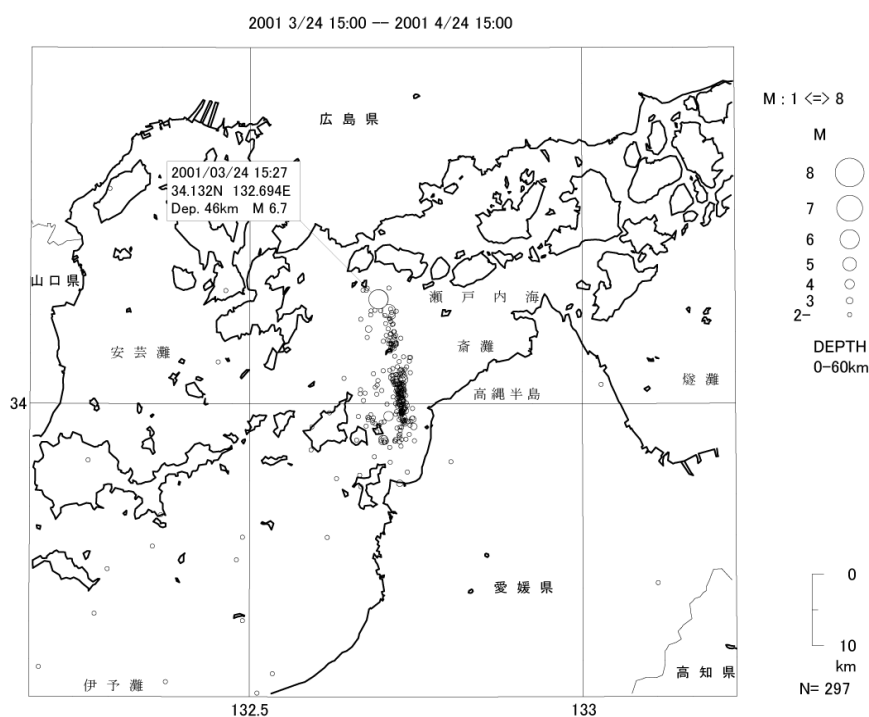 2001 3/24 15:00 -- 2001 4/24 15:00
M : 1 <=> 8
広島県
M
2001/03/24 15:27
34.132N 132.694E
Dep. 46km M 6.7
8
7
6
5
4
3
2-
山口県
瀬戸内海
安芸灘
斎灘
DEPTH
0-60km
燧灘
34
高縄半島
愛媛県
0
10
km
高知県
伊予灘
N= 297
132.5
133